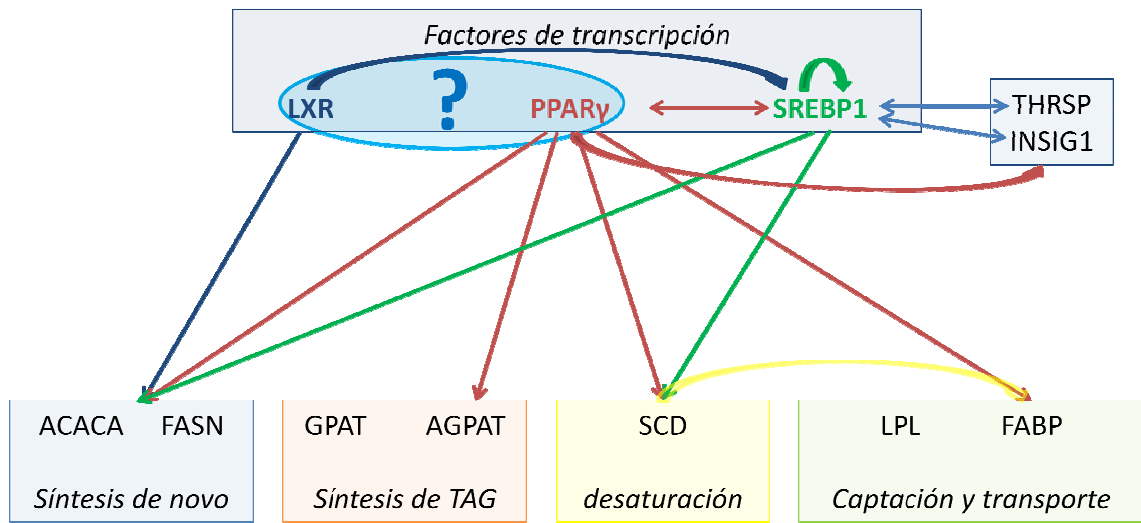 Factores de transcripción
?
LXR
PPARγ
SREBP1
THRSP
INSIG1
ACACA FASN
Síntesis de novo
GPAT AGPAT
Síntesis de TAG
SCD
desaturación
LPL FABP
Captación y transporte